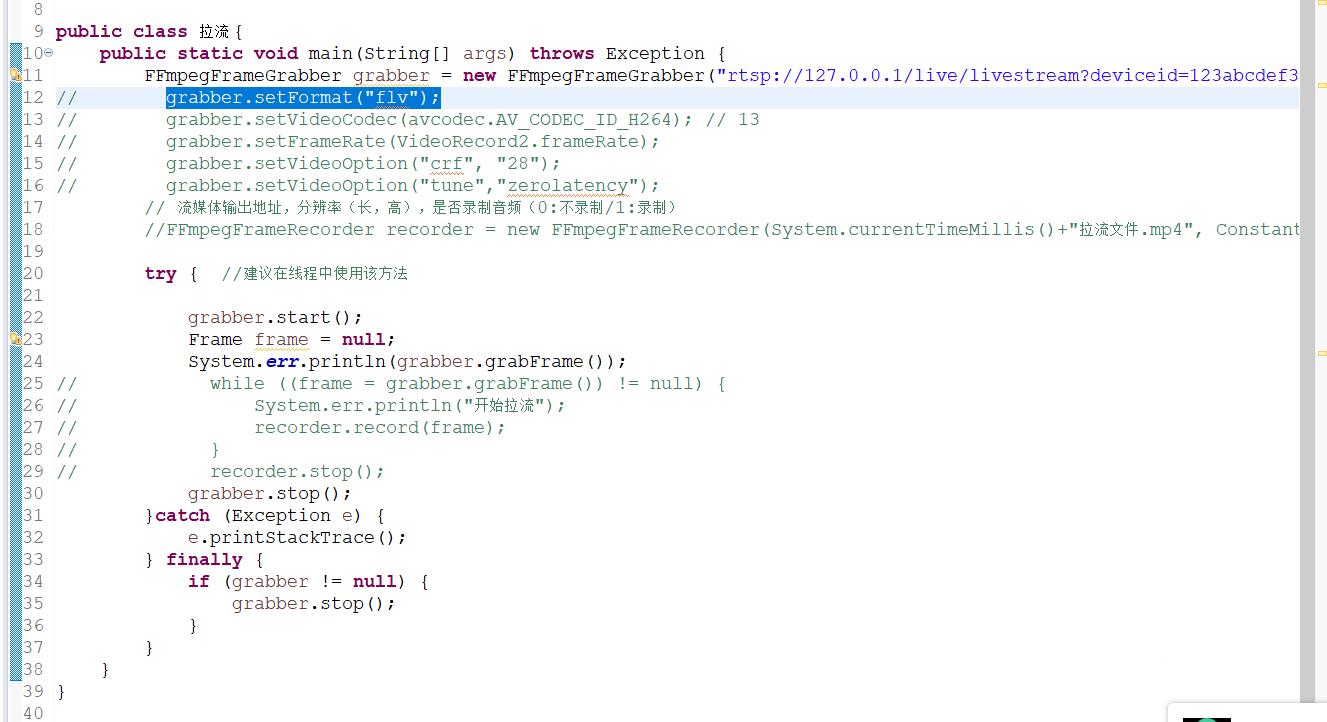 8
9 public class 拉流 {
10 public static void main(String[] args) throws Exception {
11 FFmpegFrameGrabber grabber = new FFmpegFrameGrabber("rtsp://127.0.0.1/live/livestream?deviceid=123abcdef3
12 // grabber.setFormat("flv");
13 // grabber.setVideoCodec(avcodec.AV_CODEC_ID_H264); // 13
14 // grabber.setFrameRate(VideoRecord2.frameRate);
15 // grabber.setVideoOption("crf", "28");
16 // grabber.setVideoOption("tune","zerolatency");
17 // 流媒体输出地址，分辨率（长，高），是否录制音频（0:不录制/1:录制）
18 //FFmpegFrameRecorder recorder = new FFmpegFrameRecorder(System.currentTimeMillis()+"拉流文件.mp4", Constant
19
20 try { //建议在线程中使用该方法
21
22 grabber.start();
23 Frame frame = null;
24 System.err.println(grabber.grabFrame());
25 // while ((frame = grabber.grabFrame()) != null) {
26 // System.err.println("开始拉流");
27 // recorder.record(frame);
28 // }
29 // recorder.stop();
30 grabber.stop();
31 }catch (Exception e) {
32 e.printStackTrace();
33 } finally {
34 if (grabber != null) {
35 grabber.stop();
36 }
37 }
38 }
39 }
40